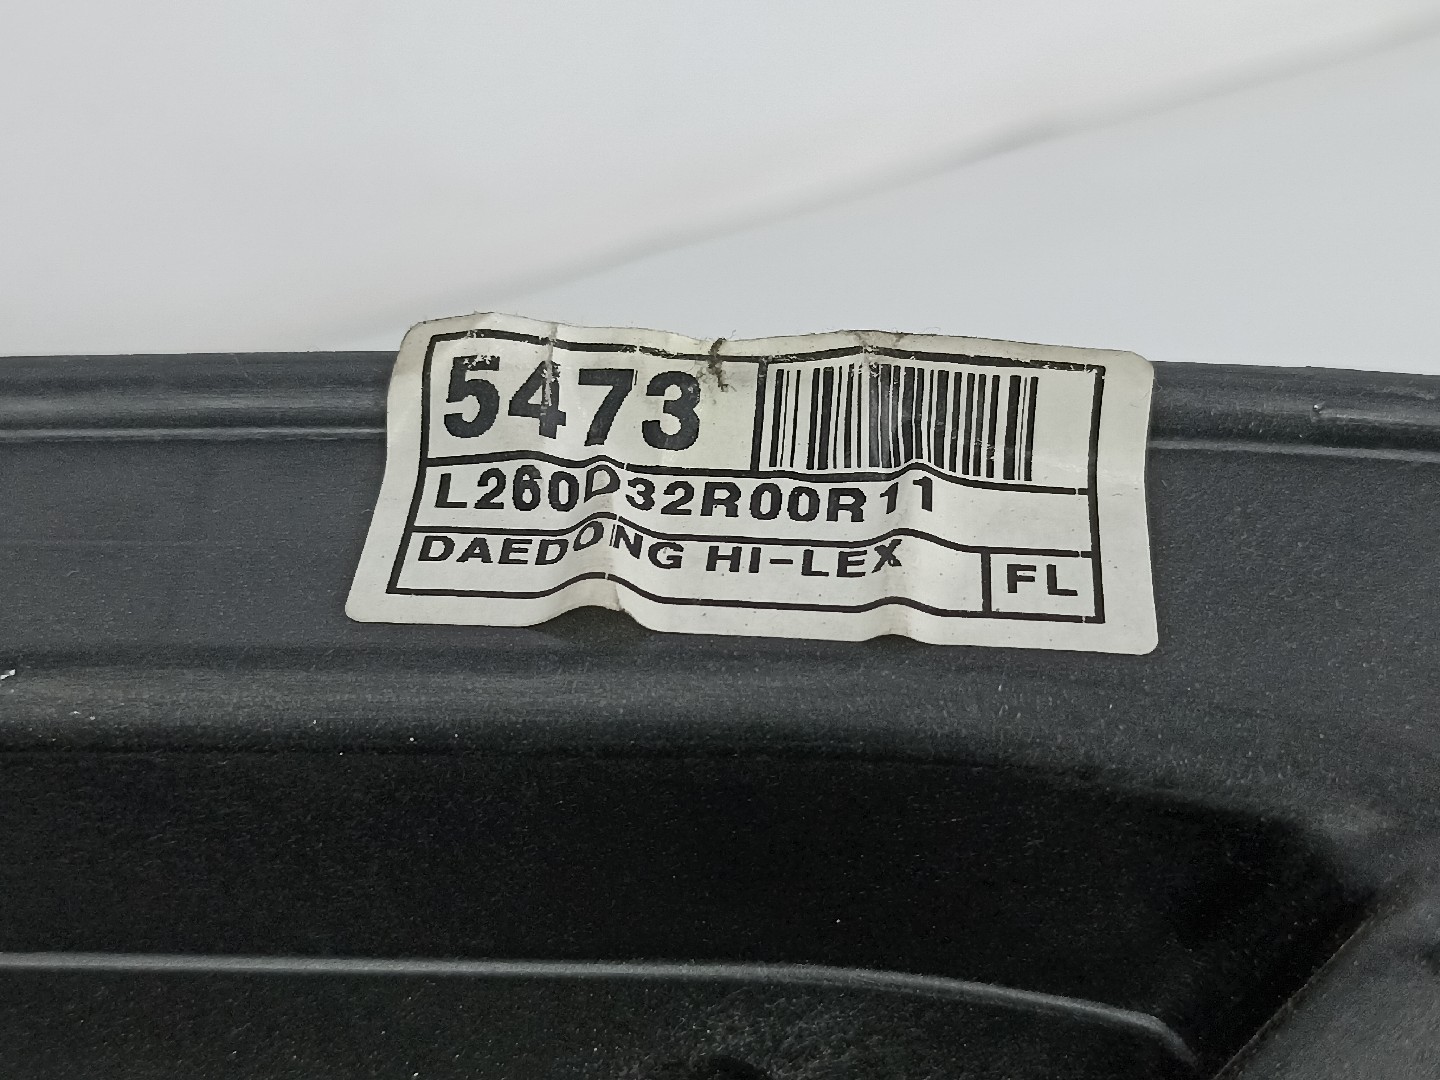 5473
L260D32R00R11
DAEDONG HI-LEX
FL